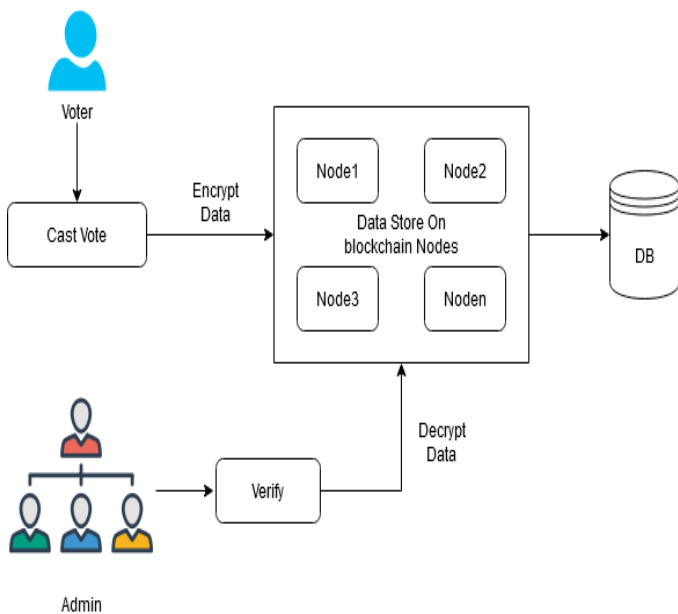 Voter
Cast Vote
Encrypt
Data
Node1
Node2
Data Store On
blockchain Nodes
Node3
Noden
DB
Decrypt
Data
Verify
Admin